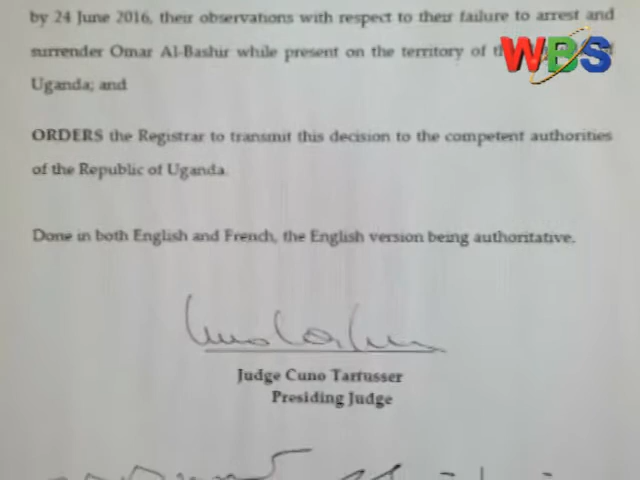 by 24 June 2016, their observations with respect to their failure to arrest and
surrender Omar Al-Bashir while present on the territory of
WBS
Uganda; and
ORDERS the Registrar to transmit this decision to the competent authorities
of the Republic of Uganda.
Done in both English and French, the English version being authoritative.
Judge Cuno Tarfusser
Presiding Judge